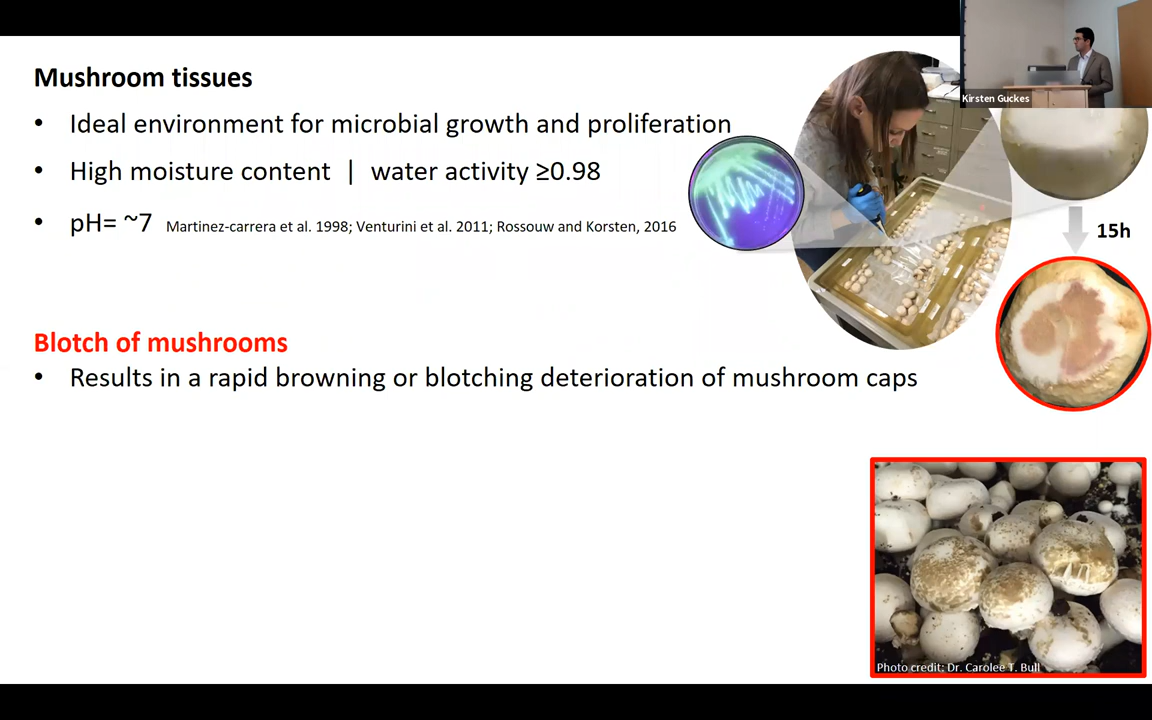 Kirsten Guckes
Mushroom tissues
• Ideal environment for microbial growth and proliferation
• High moisture content | water activity ≥0.98
• pH= ~7 Martinez-carrera et al. 1998; Venturini et al. 2011; Rossouw and Korsten, 2016
15h
Blotch of mushrooms
• Results in a rapid browning or blotching deterioration of mushroom caps
Photo credit: Dr. Carolee T. Bull